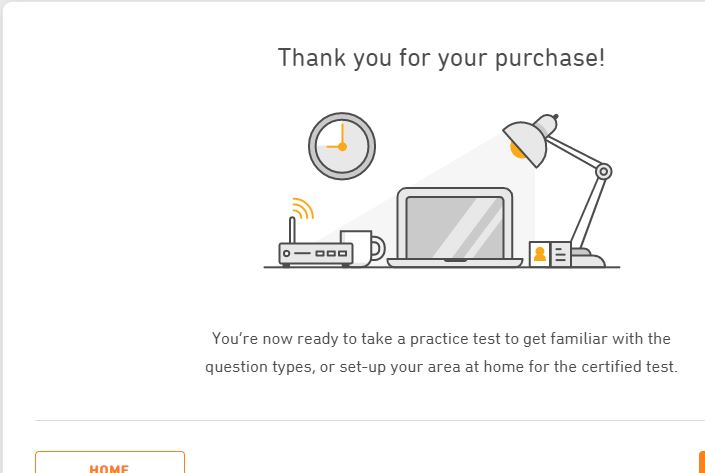 Thank you for your purchase!
You're now ready to take a practice test to get familiar with the
question types, or set-up your area at home for the certified test.
HOME